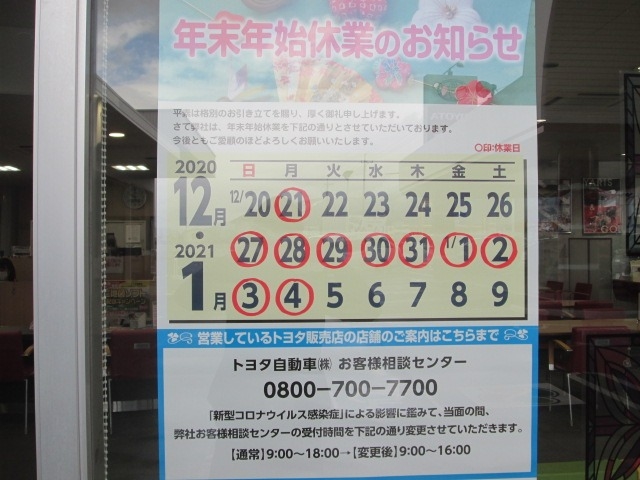 年末年始休業のお知らせ
平素は格別のお引き立てを賜り、厚く御礼申し上げます。
さて弊社は、年末年始休業を下記の通りとさせていただいております。
今後ともご愛顧のほどよろしくお願いいたします。
○印:休業日
2020
12月
・
2021
1月
日 月 火 水 木 金 土
12/20 21 22 23 24 25 26
27 28 29 30 31 1/1 2
3 4 5 6 7 8 9
営業しているトヨタ販売店の店舗のご案内はこちらまで
トヨタ自動車㈱ お客様相談センター
0800-700-7700
「新型コロナウイルス感染症」による影響に鑑みて、当面の間、
弊社お客様相談センターの受付時間を下記の通り変更させていただきます。
【通常】9:00~18:00→【変更後】9:00~16:00